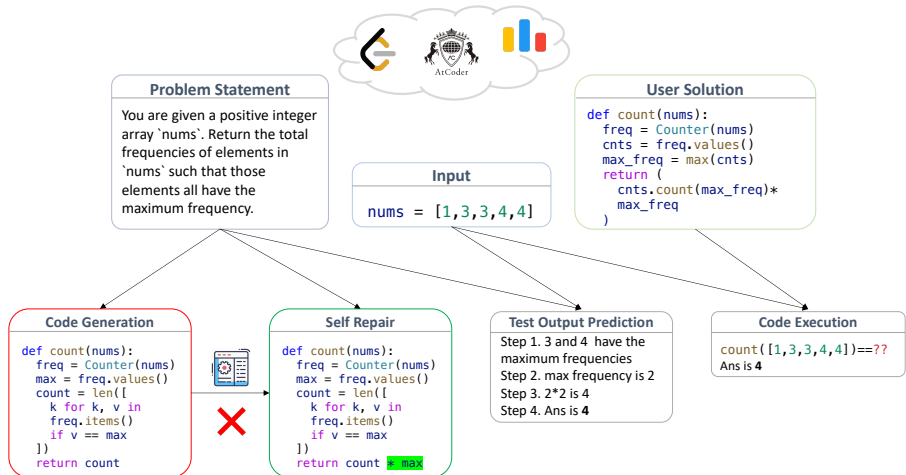 AtCoder
Problem Statement
You are given a positive integer
array `nums`. Return the total
frequencies of elements in
`nums` such that those
elements all have the
maximum frequency.
Input
nums = [1,3,3,4,4]
User Solution
def count(nums):
  freq = Counter(nums)
  cnts = freq.values()
  max_freq = max(cnts)
  return (
    cnts.count(max_freq)*
    max_freq
  )
Code Generation
def count(nums):
  freq = Counter(nums)
  max = freq.values()
  count = len([
    k for k, v in
    freq.items()
    if v == max
  ])
  return count
Self Repair
def count(nums):
  freq = Counter(nums)
  max = freq.values()
  count = len([
    k for k, v in
    freq.items()
    if v == max
  ])
  return count * max
Test Output Prediction
Step 1. 3 and 4 have the
maximum frequencies
Step 2. max frequency is 2
Step 3. 2*2 is 4
Step 4. Ans is 4
Code Execution
count([1,3,3,4,4])==??
Ans is 4